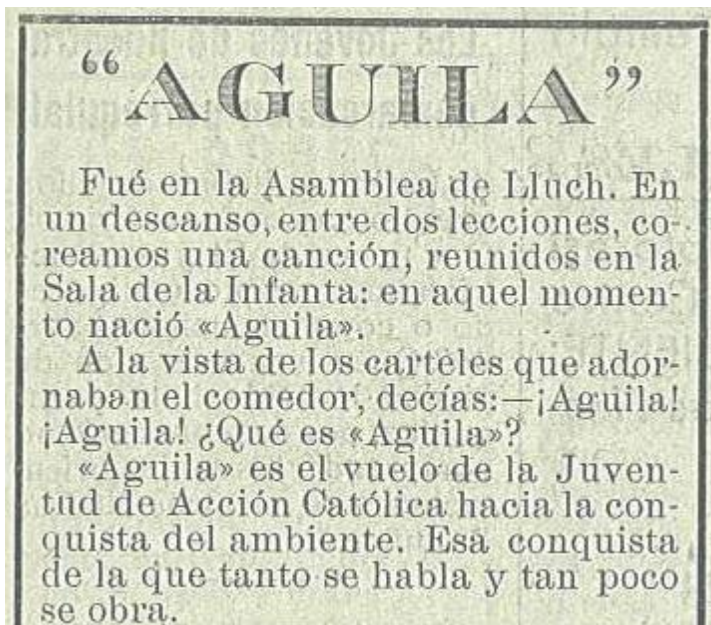 “AGUILA”
Fué en la Asamblea de Lluch. En
un descanso, entre dos lecciones, co-
reamos una canción, reunidos en la
Sala de la Infanta: en aquel momen-
to nació «Aguila».
A la vista de los carteles que ador-
naban el comedor, decías:—¡Aguila!
¡Aguila! ¿Qué es «Aguila»?
«Aguila» es el vuelo de la Juven-
tud de Acción Católica hacia la con-
quista del ambiente. Esa conquista
de la que tanto se habla y tan poco
se obra.